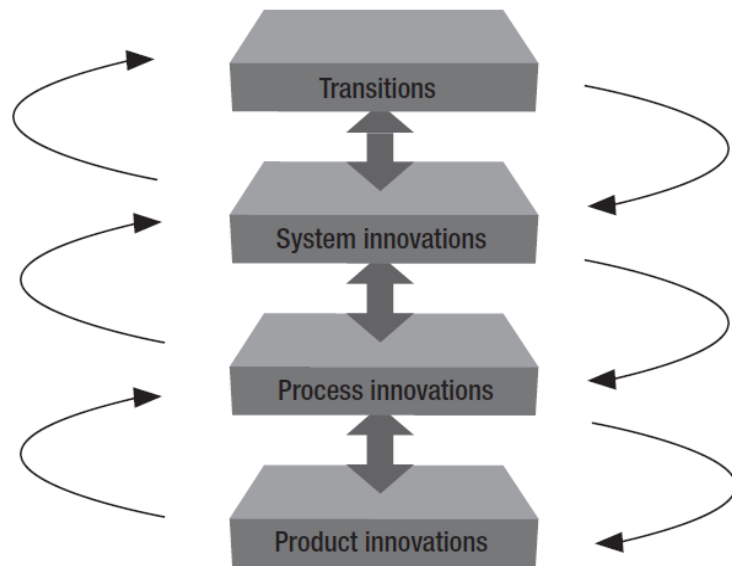 Transitions
System innovations
Process innovations
Product innovations